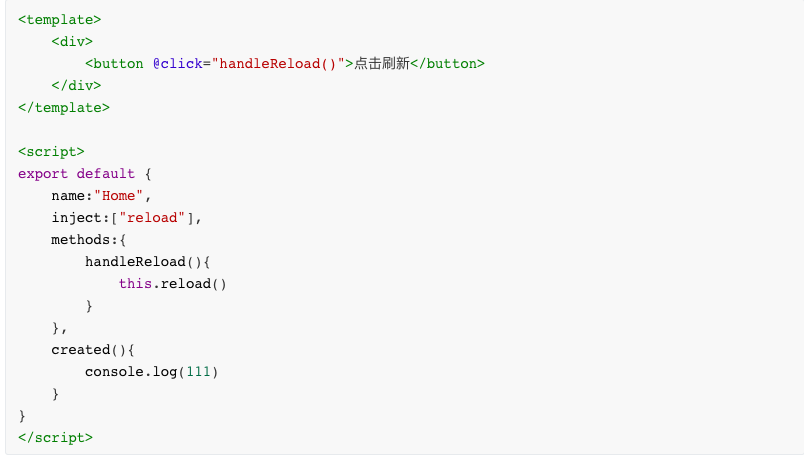 <template>
    <div>
        <button @click="handleReload()">点击刷新</button>
    </div>
</template>

<script>
export default {
    name:"Home",
    inject:["reload"],
    methods:{
        handleReload(){
            this.reload()
        }
    },
    created(){
        console.log(111)
    }
}
</script>